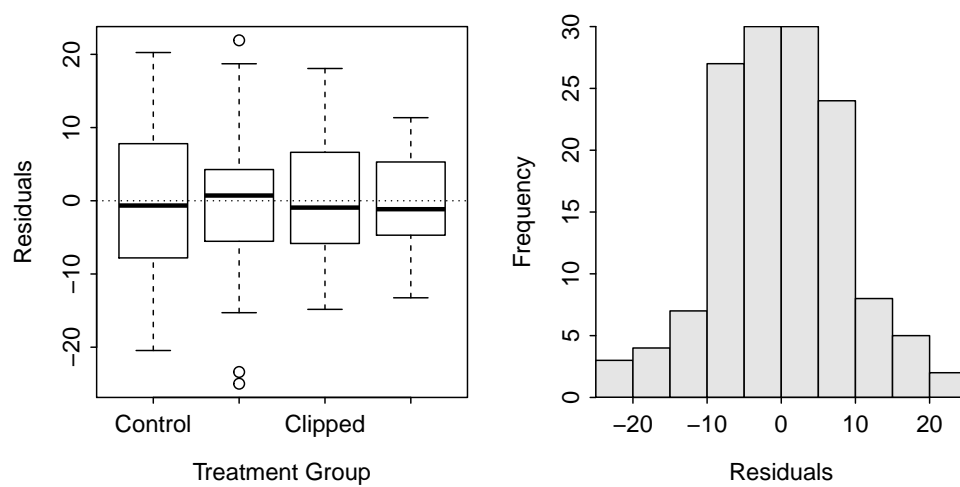 20
10
0
−10
−20
Residuals
Control
Clipped
Treatment Group
30
25
20
15
10
5
0
Frequency
−20 −10 0 10 20
Residuals